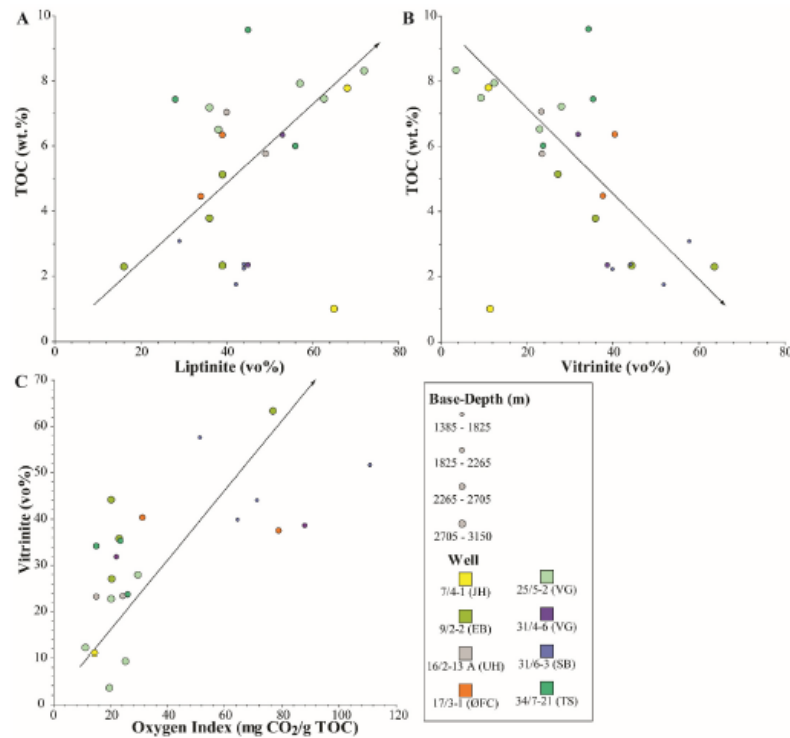 A
10
8
6
4
2
0
TOC (wt.%)
0
20
40
60
80
Liptinite (vo%)
B
10
8
6
4
2
0
TOC (wt.%)
0
20
40
60
80
Vitrinite (vo%)
C
70
60
50
40
30
20
10
0
Vitrinite (vo%)
0
20
40
60
80
100
120
Oxygen Index (mg CO₂/g TOC)
Base-Depth (m)
1385 - 1825
1825 - 2265
2265 - 2705
2705 - 3150
Well
7/4-1 (JH)
25/5-2 (VG)
9/2-2 (EB)
31/4-6 (VG)
16/2-13 A (UH)
31/6-3 (SB)
17/3-1 (ØFC)
34/7-21 (TS)